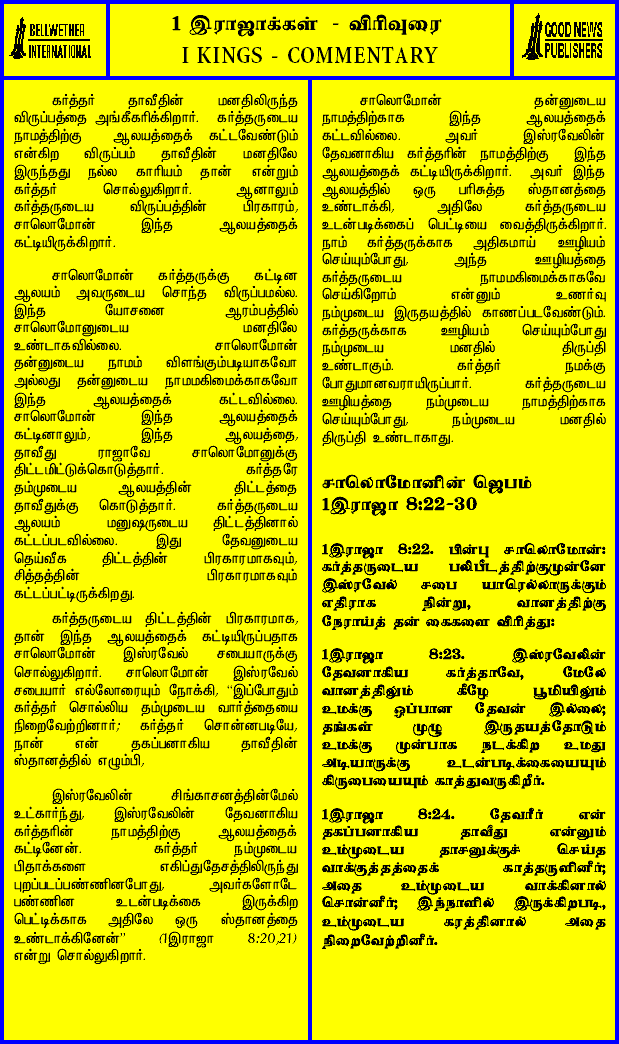 BELLWETHER
INTERNATIONAL
1 இராஜாக்கள் - விரிவுரை
I KINGS - COMMENTARY
GOOD NEWS
PUBLISHERS
கர்த்தர் தாவீதின் மனதிலிருந்த
விருப்பத்தை அங்கீகரிக்கிறார். கர்த்தருடைய
நாமத்திற்கு ஆலயத்தைக் கட்டவேண்டும்
என்கிற விருப்பம் தாவீதின் மனதிலே
இருந்தது நல்ல காரியம் தான் என்றும்
கர்த்தர் சொல்லுகிறார். ஆனாலும்
கர்த்தருடைய விருப்பத்தின் பிரகாரம்,
சாலொமோன் இந்த ஆலயத்தைக்
கட்டியிருக்கிறார்.
சாலொமோன் கர்த்தருக்கு கட்டின
ஆலயம் அவருடைய சொந்த விருப்பமல்ல.
இந்த யோசனை ஆரம்பத்தில்
சாலொமோனுடைய மனதிலே
உண்டாகவில்லை. சாலொமோன்
தன்னுடைய நாமம் விளங்கும்படியாகவோ
அல்லது தன்னுடைய நாமமகிமைக்காகவோ
இந்த ஆலயத்தைக் கட்டவில்லை.
சாலொமோன் இந்த ஆலயத்தைக்
கட்டினாலும், இந்த ஆலயத்தை,
தாவீது ராஜாவே சாலொமோனுக்கு
திட்டமிட்டுக்கொடுத்தார். கர்த்தரே
தம்முடைய ஆலயத்தின் திட்டத்தை
தாவீதுக்கு கொடுத்தார். கர்த்தருடைய
ஆலயம் மனுஷருடைய திட்டத்தினால்
கட்டப்படவில்லை. இது தேவனுடைய
தெய்வீக திட்டத்தின் பிரகாரமாகவும்,
சித்தத்தின் பிரகாரமாகவும்
கட்டப்பட்டிருக்கிறது.
கர்த்தருடைய திட்டத்தின் பிரகாரமாக,
தான் இந்த ஆலயத்தைக் கட்டியிருப்பதாக
சாலொமோன் இஸ்ரவேல் சபையாருக்கு
சொல்லுகிறார். சாலொமோன் இஸ்ரவேல்
சபையார் எல்லோரையும் நோக்கி, “இப்போதும்
கர்த்தர் சொல்லிய தம்முடைய வார்த்தையை
நிறைவேற்றினார்; கர்த்தர் சொன்னபடியே,
நான் என் தகப்பனாகிய தாவீதின்
ஸ்தானத்தில் எழும்பி,
இஸ்ரவேலின் சிங்காசனத்தின்மேல்
உட்கார்ந்து, இஸ்ரவேலின் தேவனாகிய
கர்த்தரின் நாமத்திற்கு ஆலயத்தைக்
கட்டினேன். கர்த்தர் நம்முடைய
பிதாக்களை எகிப்துதேசத்திலிருந்து
புறப்படப்பண்ணினபோது, அவர்களோடே
பண்ணின உடன்படிக்கை இருக்கிற
பெட்டிக்காக அதிலே ஒரு ஸ்தானத்தை
உண்டாக்கினேன்” (1இராஜா 8:20,21)
என்று சொல்லுகிறார்.
சாலொமோன் தன்னுடைய
நாமத்திற்காக இந்த ஆலயத்தைக்
கட்டவில்லை. அவர் இஸ்ரவேலின்
தேவனாகிய கர்த்தரின் நாமத்திற்கு இந்த
ஆலயத்தைக் கட்டியிருக்கிறார். அவர் இந்த
ஆலயத்தில் ஒரு பரிசுத்த ஸ்தானத்தை
உண்டாக்கி, அதிலே கர்த்தருடைய
உடன்படிக்கைப் பெட்டியை வைத்திருக்கிறார்.
நாம் கர்த்தருக்காக அதிகமாய் ஊழியம்
செய்யும்போது, அந்த ஊழியத்தை
கர்த்தருடைய நாமமகிமைக்காகவே
செய்கிறோம் என்னும் உணர்வு
நம்முடைய இருதயத்தில் காணப்படவேண்டும்.
கர்த்தருக்காக ஊழியம் செய்யும்போது
நம்முடைய மனதில் திருப்தி
உண்டாகும். கர்த்தர் நமக்கு
போதுமானவராயிருப்பார். கர்த்தருடைய
ஊழியத்தை நம்முடைய நாமத்திற்காக
செய்யும்போது, நம்முடைய மனதில்
திருப்தி உண்டாகாது.
சாலொமோனின் ஜெபம்
1இராஜா 8:22-30
1இராஜா 8:22. பின்பு சாலொமோன்:
கர்த்தருடைய பலிபீடத்திற்குமுன்னே
இஸ்ரவேல் சபை யாரெல்லாருக்கும்
எதிராக நின்று, வானத்திற்கு
நேராய்த் தன் கைகளை விரித்து:
1இராஜா 8:23. இஸ்ரவேலின்
தேவனாகிய கர்த்தாவே, மேலே
வானத்திலும் கீழே பூமியிலும்
உமக்கு ஒப்பான தேவன் இல்லை;
தங்கள் முழு இருதயத்தோடும்
உமக்கு முன்பாக நடக்கிற உமது
அடியாருக்கு உடன்படிக்கையையும்
கிருபையையும் காத்துவருகிறீர்.
1இராஜா 8:24. தேவரீர் என்
தகப்பனாகிய தாவீது என்னும்
உம்முடைய தாசனுக்குச் செய்த
வாக்குத்தத்தைக் காத்தருளினீர்;
அதை உம்முடைய வாக்கினால்
சொன்னீர்; இந்நாளில் இருக்கிறபடி,
உம்முடைய கரத்தினால் அதை
நிறைவேற்றினீர்.